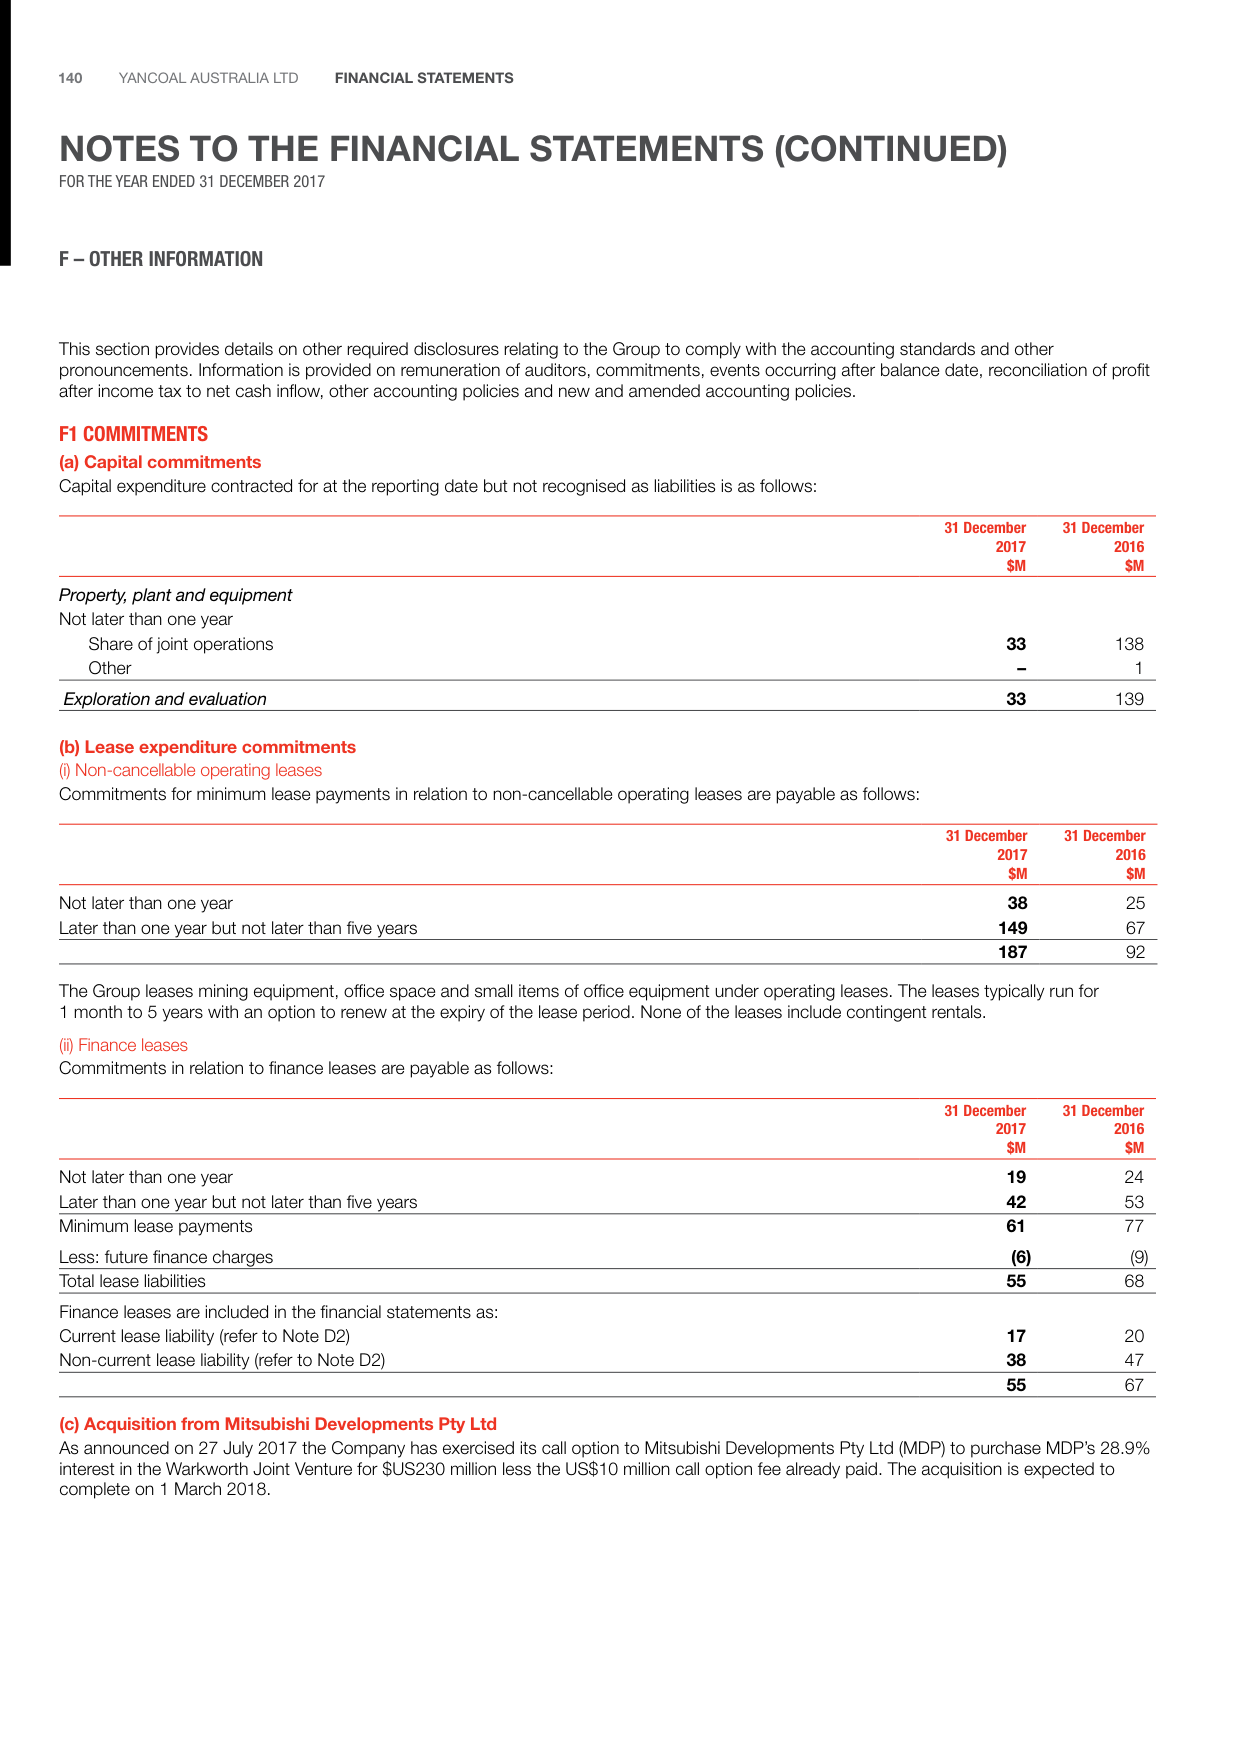 140 YANCOAL AUSTRALIA LTD FINANCIAL STATEMENTS
NOTES TO THE FINANCIAL STATEMENTS (CONTINUED)
FOR THE YEAR ENDED 31 DECEMBER 2017
F – OTHER INFORMATION
This section provides details on other required disclosures relating to the Group to comply with the accounting standards and other
pronouncements. Information is provided on remuneration of auditors, commitments, events occurring after balance date, reconciliation of profit
after income tax to net cash inflow, other accounting policies and new and amended accounting policies.
F1 COMMITMENTS
(a) Capital commitments
Capital expenditure contracted for at the reporting date but not recognised as liabilities is as follows:
31 December 31 December
2017 2016
$M $M
Property, plant and equipment
Not later than one year
Share of joint operations 33 138
Other – 1
Exploration and evaluation 33 139
(b) Lease expenditure commitments
(i) Non-cancellable operating leases
Commitments for minimum lease payments in relation to non-cancellable operating leases are payable as follows:
31 December 31 December
2017 2016
$M $M
Not later than one year 38 25
Later than one year but not later than five years 149 67
187 92
The Group leases mining equipment, office space and small items of office equipment under operating leases. The leases typically run for
1 month to 5 years with an option to renew at the expiry of the lease period. None of the leases include contingent rentals.
(ii) Finance leases
Commitments in relation to finance leases are payable as follows:
31 December 31 December
2017 2016
$M $M
Not later than one year 19 24
Later than one year but not later than five years 42 53
Minimum lease payments 61 77
Less: future finance charges (6) (9)
Total lease liabilities 55 68
Finance leases are included in the financial statements as:
Current lease liability (refer to Note D2) 17 20
Non-current lease liability (refer to Note D2) 38 47
55 67
(c) Acquisition from Mitsubishi Developments Pty Ltd
As announced on 27 July 2017 the Company has exercised its call option to Mitsubishi Developments Pty Ltd (MDP) to purchase MDP’s 28.9%
interest in the Warkworth Joint Venture for $US230 million less the US$10 million call option fee already paid. The acquisition is expected to
complete on 1 March 2018.